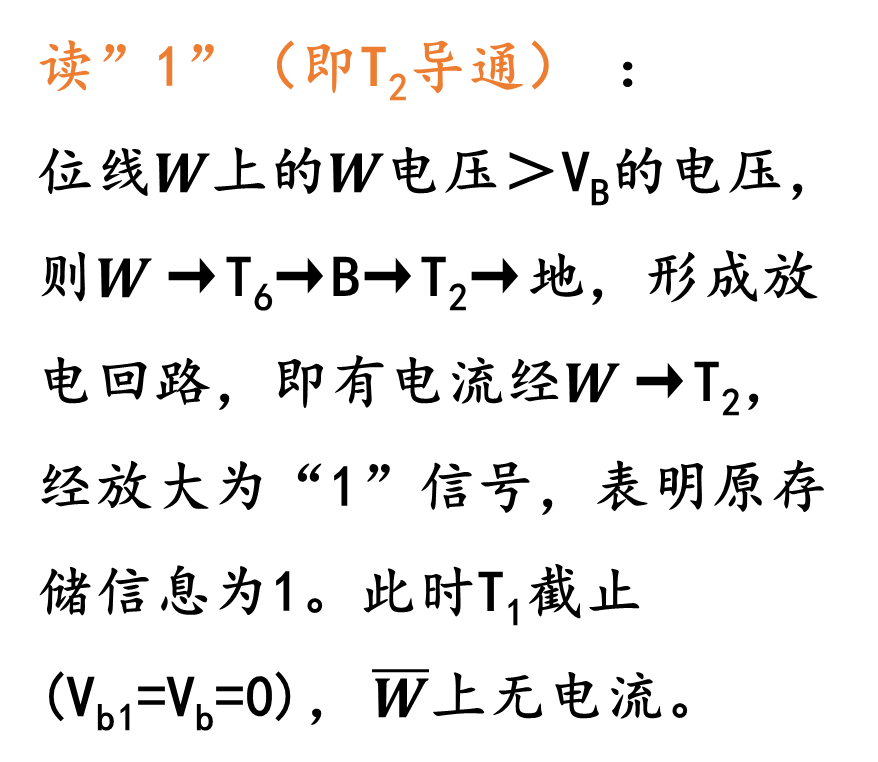 读”1”（即T₂导通）：
位线W上的W电压＞V_B的电压，
则W➞T₆➞B➞T₂➞地，形成放
电回路，即有电流经W➞T₂，
经放大为“1”信号，表明原存
储信息为1。此时T₁截止
(V_b1=V_b=0)，W̅上无电流。